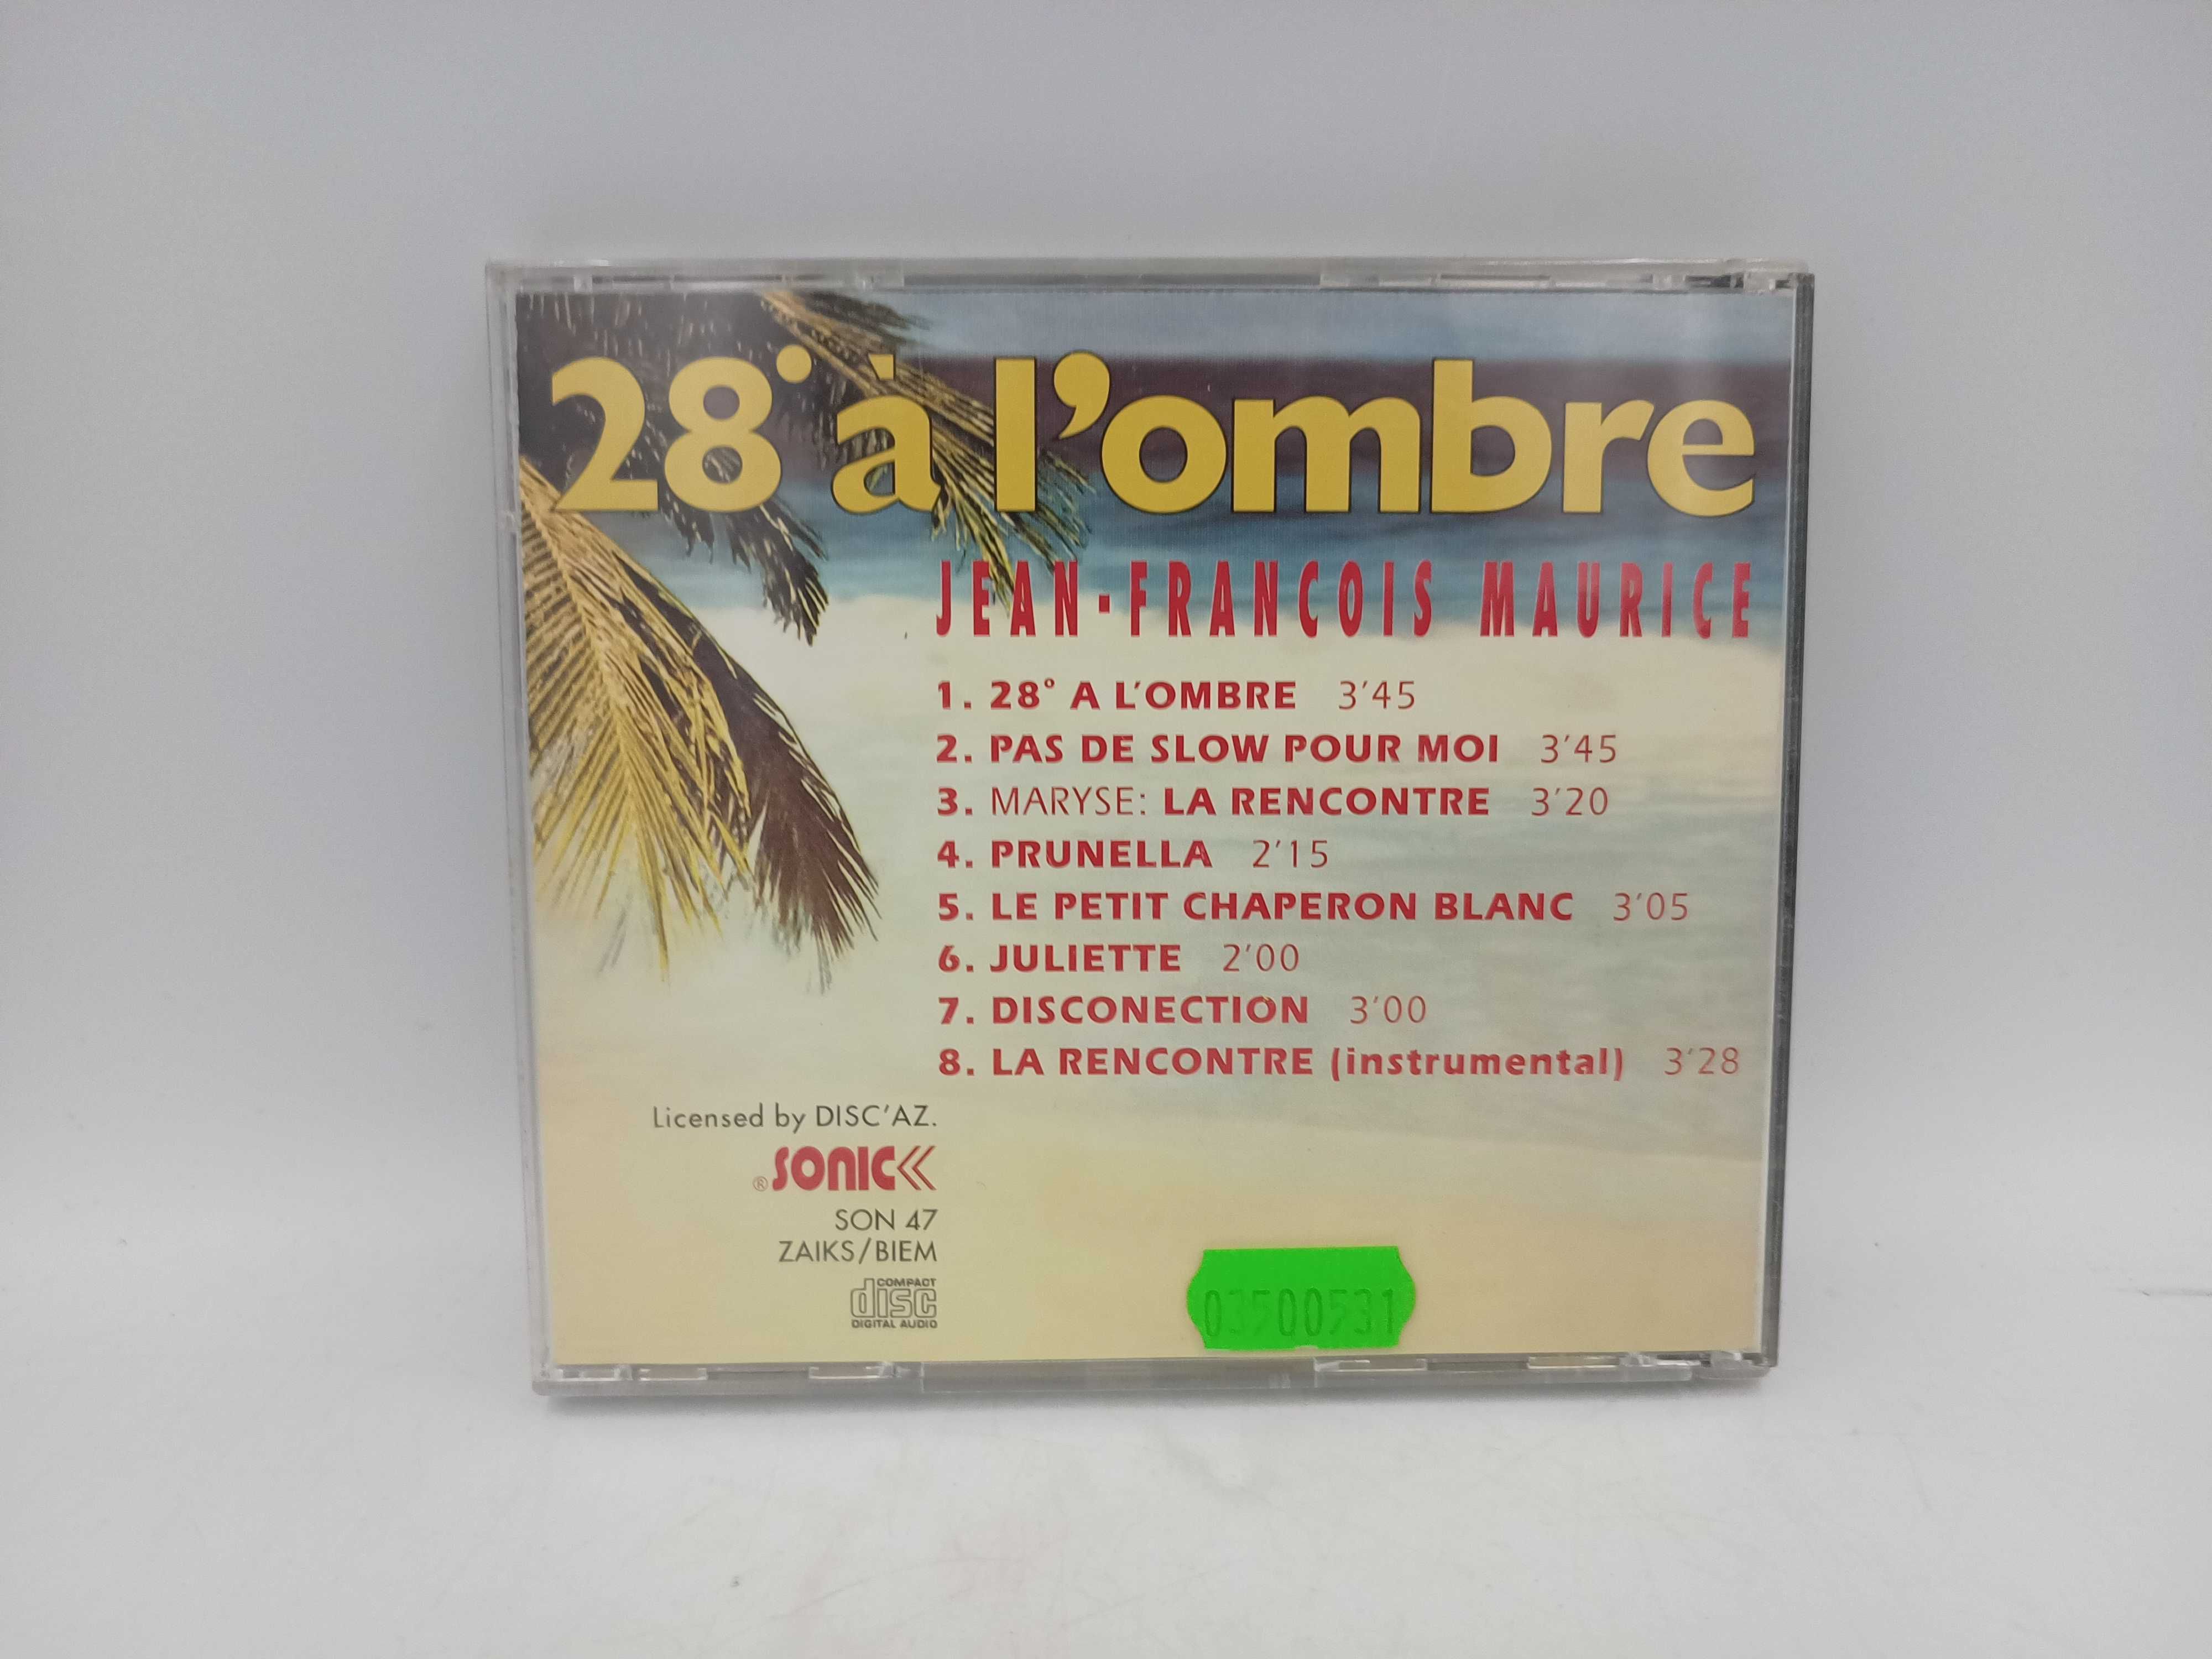 28° à l'ombre
JEAN-FRANCOIS MAURICE
1. 28° A L'OMBRE 3'45
2. PAS DE SLOW POUR MOI 3'45
3. MARYSE: LA RENCONTRE 3'20
4. PRUNELLA 2'15
5. LE PETIT CHAPERON BLANC 3'05
6. JULIETTE 2'00
7. DISCONECTION 3'00
8. LA RENCONTRE (instrumental) 3'28
Licensed by DISC'AZ.
® SONIC
SON 47
ZAIKS/BIEM
COMPACT
disc
DIGITAL AUDIO
03500531